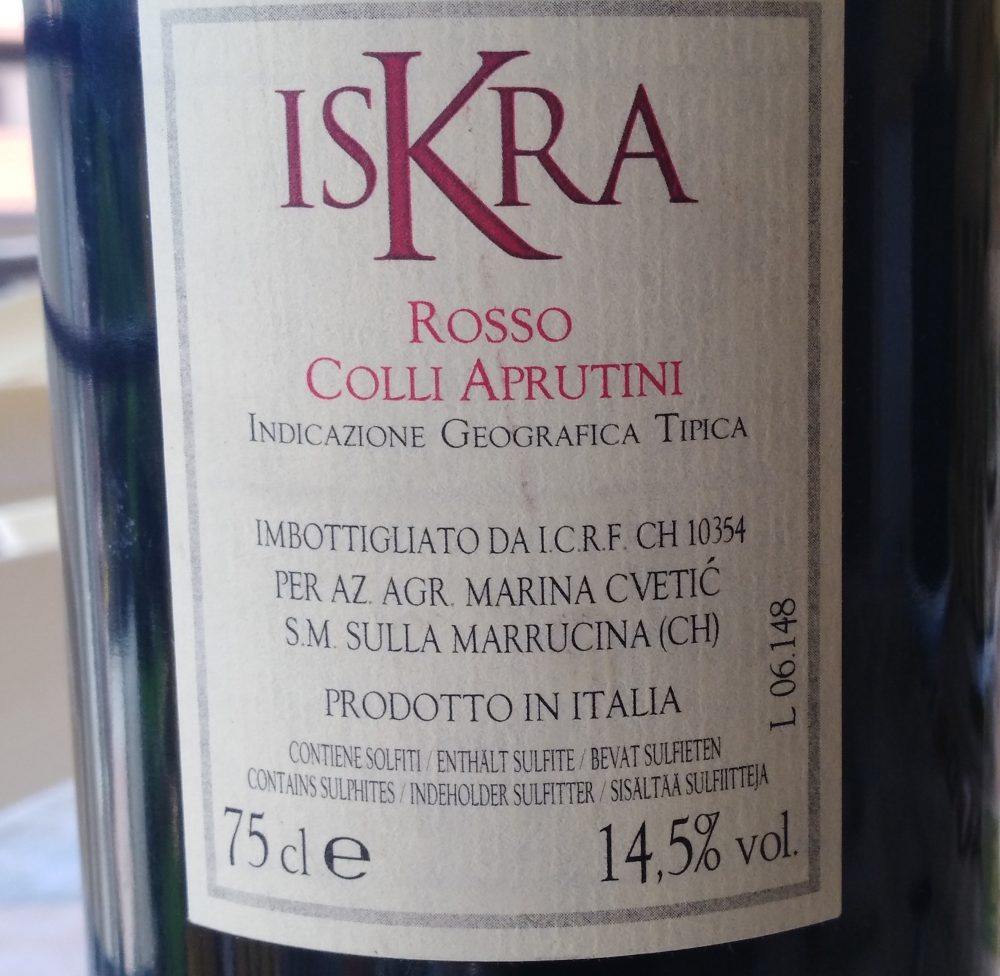 ISKRA
ROSSO
COLLI APRUTINI
INDICAZIONE GEOGRAFICA TIPICA
IMBOTTIGLIATO DA I.C.R.F. CH 10354
PER AZ. AGR. MARINA CVETIĆ
S.M. SULLA MARRUCINA (CH)
PRODOTTO IN ITALIA
L 06.148
CONTIENE SOLFITI / ENTHÄLT SULFITE / BEVAT SULFIETEN
CONTAINS SULPHITES / INDEHOLDER SULFITTER / SISÄLTÄÄ SULFIITTEJA
75 cl e
14,5% vol.